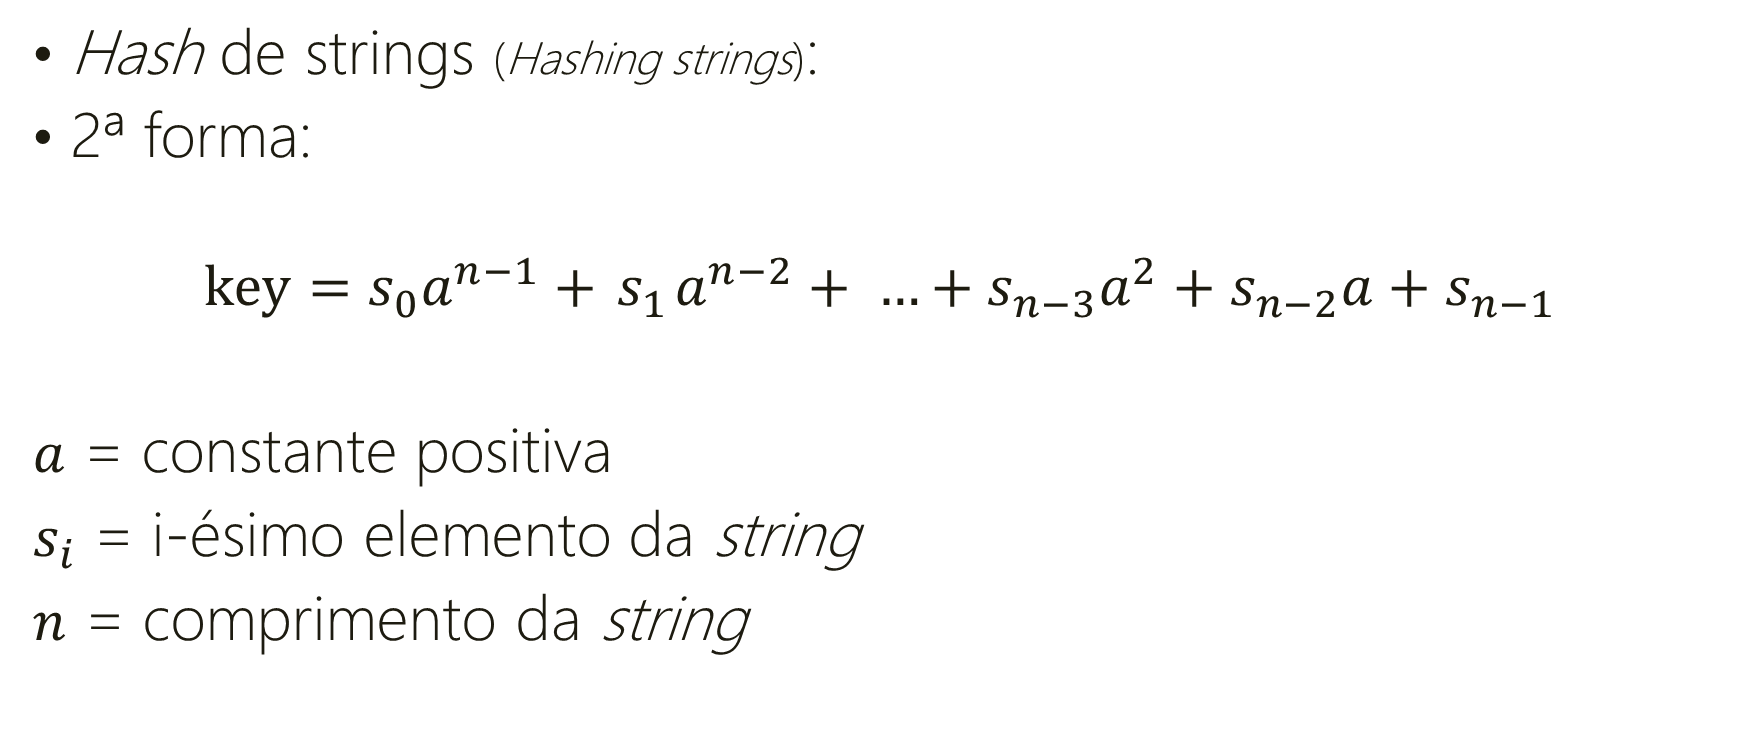 • Hash de strings (Hashing strings):
• 2ª forma:
key = s₀aⁿ⁻¹ + s₁ aⁿ⁻² + ... + sₙ₋₃a² + sₙ₋₂a + sₙ₋₁
a = constante positiva
sᵢ = i-ésimo elemento da string
n = comprimento da string